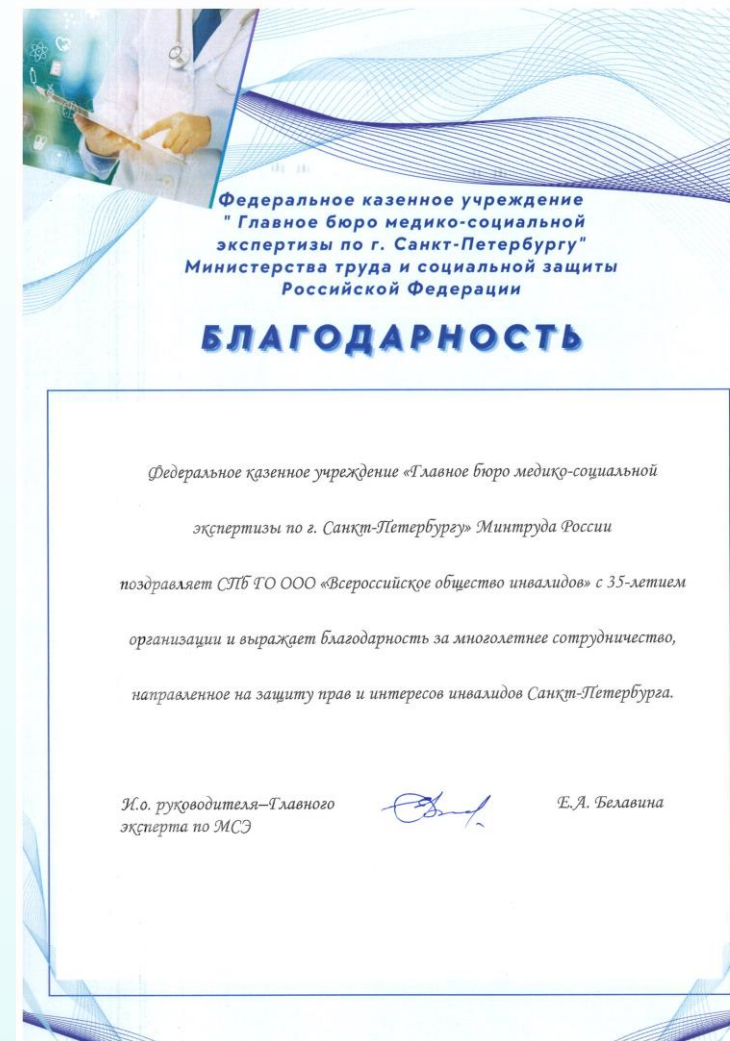 Федеральное казенное учреждение
" Главное бюро медико-социальной
экспертизы по г. Санкт-Петербургу"
Министерства труда и социальной защиты
Российской Федерации
БЛАГОДАРНОСТЬ
Федеральное казенное учреждение «Главное бюро медико-социальной
экспертизы по г. Санкт-Петербургу» Минтруда России
поздравляет СПб ГО ООО «Всероссийское общество инвалидов» с 35-летием
организации и выражает благодарность за многолетнее сотрудничество,
направленное на защиту прав и интересов инвалидов Санкт-Петербурга.
И.о. руководителя–Главного
эксперта по МСЭ
Е.А. Белавина